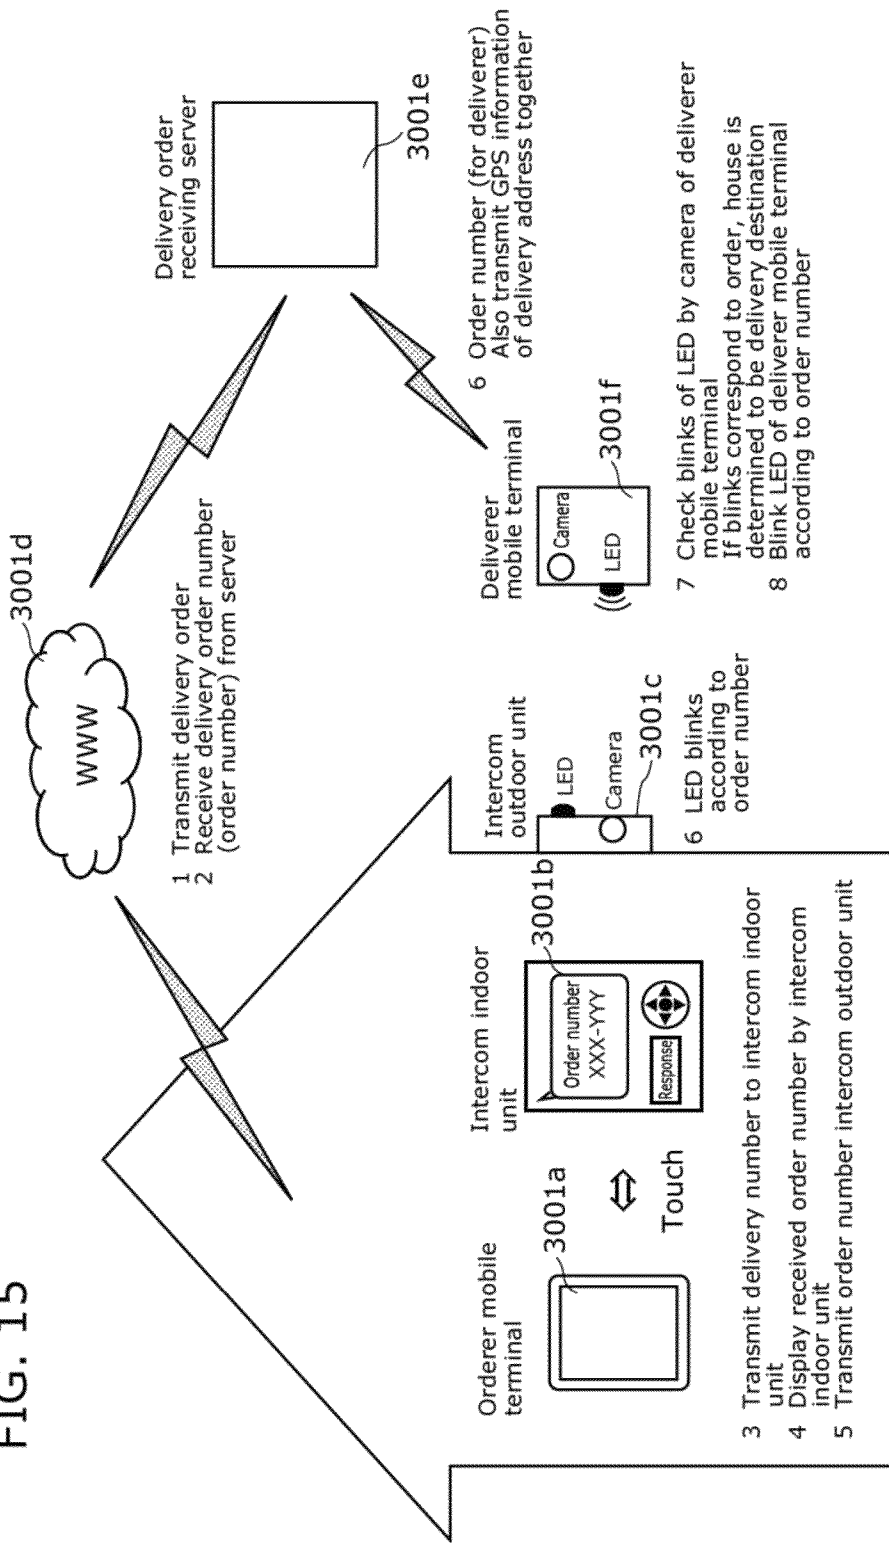 FIG. 15
3001d
WWW
1 Transmit delivery order
2 Receive delivery order number
(order number) from server
Delivery order
receiving server
3001e
6 Order number (for deliverer)
Also transmit GPS information
of delivery address together
Orderer mobile
terminal
3001a
Touch
Intercom indoor
unit
3001b
Order number
XXX-YYY
Response
Intercom
outdoor unit
LED
Camera
3001c
6 LED blinks
according to
order number
Deliverer
mobile terminal
Camera
LED
3001f
3 Transmit delivery number to intercom indoor
unit
4 Display received order number by intercom
indoor unit
5 Transmit order number intercom outdoor unit
7 Check blinks of LED by camera of deliverer
mobile terminal
If blinks correspond to order, house is
determined to be delivery destination
8 Blink LED of deliverer mobile terminal
according to order number